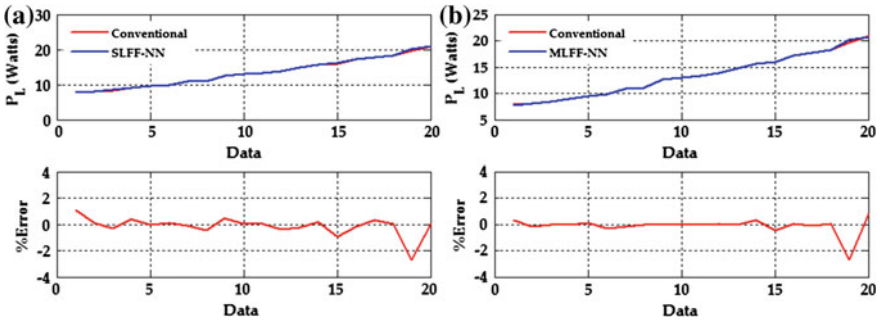 (a)
30
20
10
0
P_L (Watts)
Conventional
SLFF-NN
0 5 10 15 20
Data
4
2
0
-2
-4
%Error
0 5 10 15 20
Data
(b)
25
20
15
10
5
P_L (Watts)
Conventional
MLFF-NN
0 5 10 15 20
Data
4
2
0
-2
-4
%Error
0 5 10 15 20
Data